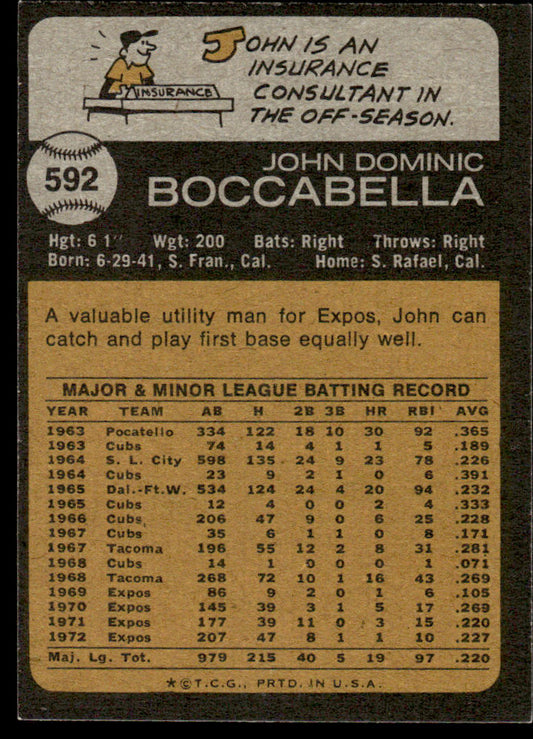 JOHN IS AN
INSURANCE
CONSULTANT IN
THE OFF-SEASON.
INSURANCE
592
JOHN DOMINIC
BOCCABELLA
Hgt: 6 1" Wgt: 200 Bats: Right Throws: Right
Born: 6-29-41, S. Fran., Cal. Home: S. Rafael, Cal.
A valuable utility man for Expos, John can
catch and play first base equally well.
MAJOR & MINOR LEAGUE BATTING RECORD
YEAR TEAM AB H 2B 3B HR RBI AVG
1963 Pocatello 334 122 18 10 30 92 .365
1963 Cubs 74 14 4 1 1 5 .189
1964 S. L. City 598 135 24 9 23 78 .226
1964 Cubs 23 9 2 1 0 6 .391
1965 Dal.-Ft.W. 534 124 24 4 20 94 .232
1965 Cubs 12 4 0 0 2 4 .333
1966 Cubs 206 47 9 0 6 25 .228
1967 Cubs 35 6 1 1 0 8 .171
1967 Tacoma 196 55 12 2 8 31 .281
1968 Cubs 14 1 0 0 0 1 .071
1968 Tacoma 268 72 10 1 16 43 .269
1969 Expos 86 9 2 0 1 6 .105
1970 Expos 145 39 3 1 5 17 .269
1971 Expos 177 39 11 0 3 15 .220
1972 Expos 207 47 8 1 1 10 .227
Maj. Lg. Tot. 979 215 40 5 19 97 .220
*©T.C.G., PRTD. IN U.S.A.